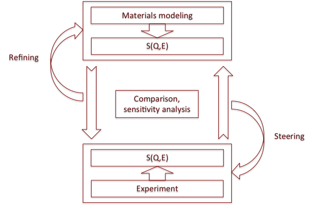 Materials modeling
S(Q,E)
Refining
Comparison,
sensitivity analysis
Steering
S(Q,E)
Experiment